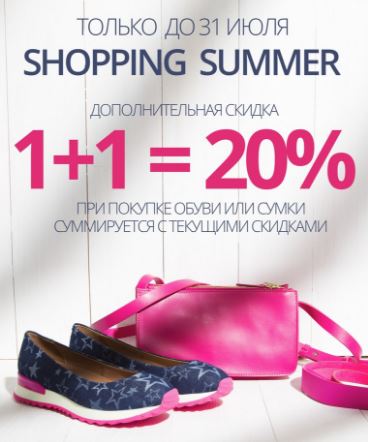 ТОЛЬКО ДО 31 ИЮЛЯ
SHOPPING SUMMER
ДОПОЛНИТЕЛЬНАЯ СКИДКА
1+1 = 20%
ПРИ ПОКУПКЕ ОБУВИ ИЛИ СУМКИ
СУММИРУЕТСЯ С ТЕКУЩИМИ СКИДКАМИ